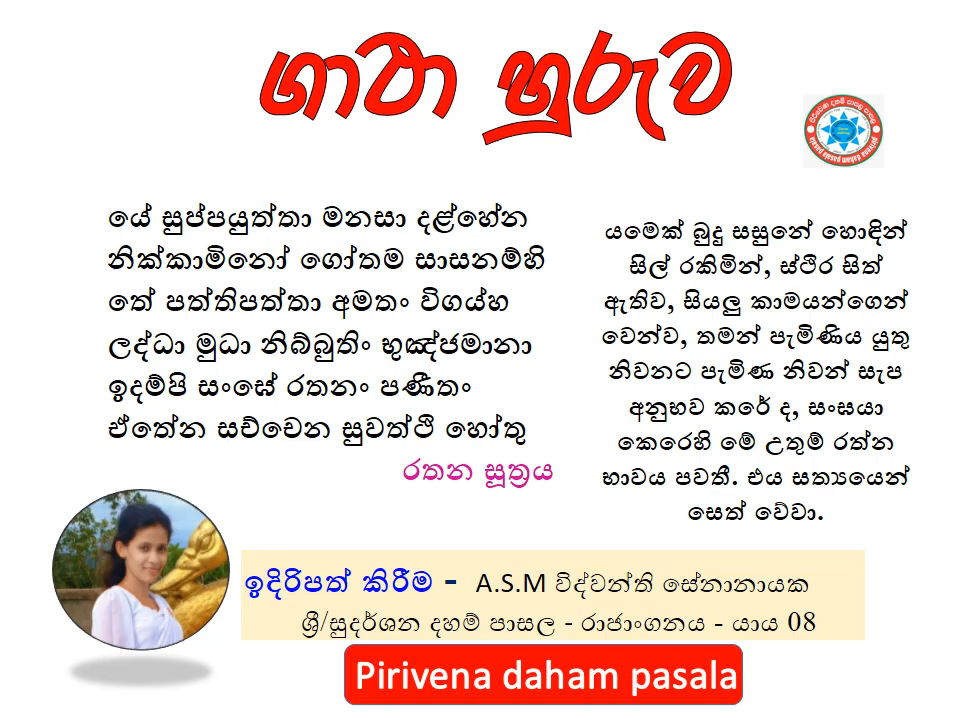 ගාථා හුරුව
යේ සුප්පයුත්තා මනසා දළ්හේන
නික්කාමිනෝ ගෝතම සාසනම්හි
තේ පත්තිපත්තා අමතං විගය්හ
ලද්ධා මුධා නිබ්බුතිං භුඤ්ජමානා
ඉදම්පි සංඝේ රතනං පණීතං
ඒතේන සච්චෙන සුවත්ථි හෝතු
රතන සූත්‍රය
යමෙක් බුදු සසුනේ හොඳින්
සිල් රකිමින්, ස්ථිර සිත්
ඇතිව, සියලු කාමයන්ගෙන්
වෙන්ව, තමන් පැමිණිය යුතු
නිවනට පැමිණ නිවන් සැප
අනුභව කරේ ද, සංඝයා
කෙරෙහි මේ උතුම් රත්න
භාවය පවතී. එය සත්‍යයෙන්
සෙත් වේවා.
ඉදිරිපත් කිරීම - A.S.M විද්වන්ති සේනානායක
ශ්‍රී/සුදර්ශන දහම් පාසල - රාජාංගනය - යාය 08
Pirivena daham pasala